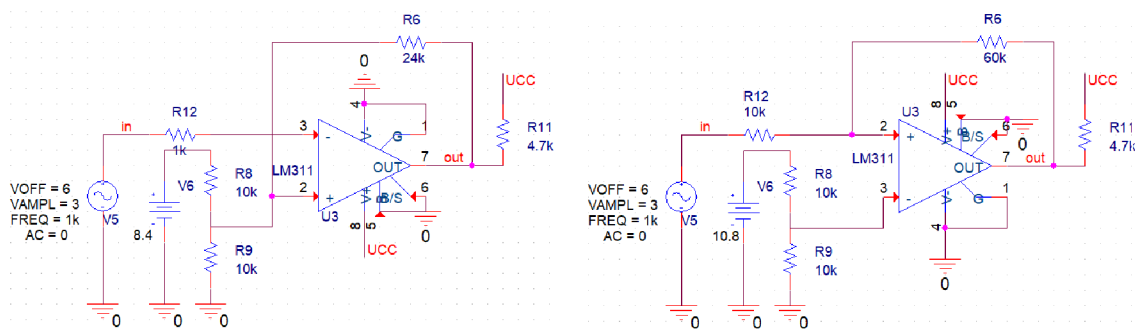 R6
24k
0
UCC
R12
in
1k
3
-
4
V-
1
G
LM311
OUT
7
out
R11
4.7k
VOFF = 6
VAMPL = 3
FREQ = 1k
AC = 0
V5
V6
8.4
R8
10k
2
+
V+
B
B/S
6
U3
8
5
0
UCC
R9
10k
0
0
0
R6
60k
UCC
UCC
R12
10k
in
2
+
U3
8
5
V+
B
B/S
6
0
LM311
OUT
7
out
R11
4.7k
VOFF = 6
VAMPL = 3
FREQ = 1k
AC = 0
V5
V6
10.8
R8
10k
3
-
V-
G
1
4
0
R9
10k
0
0
0